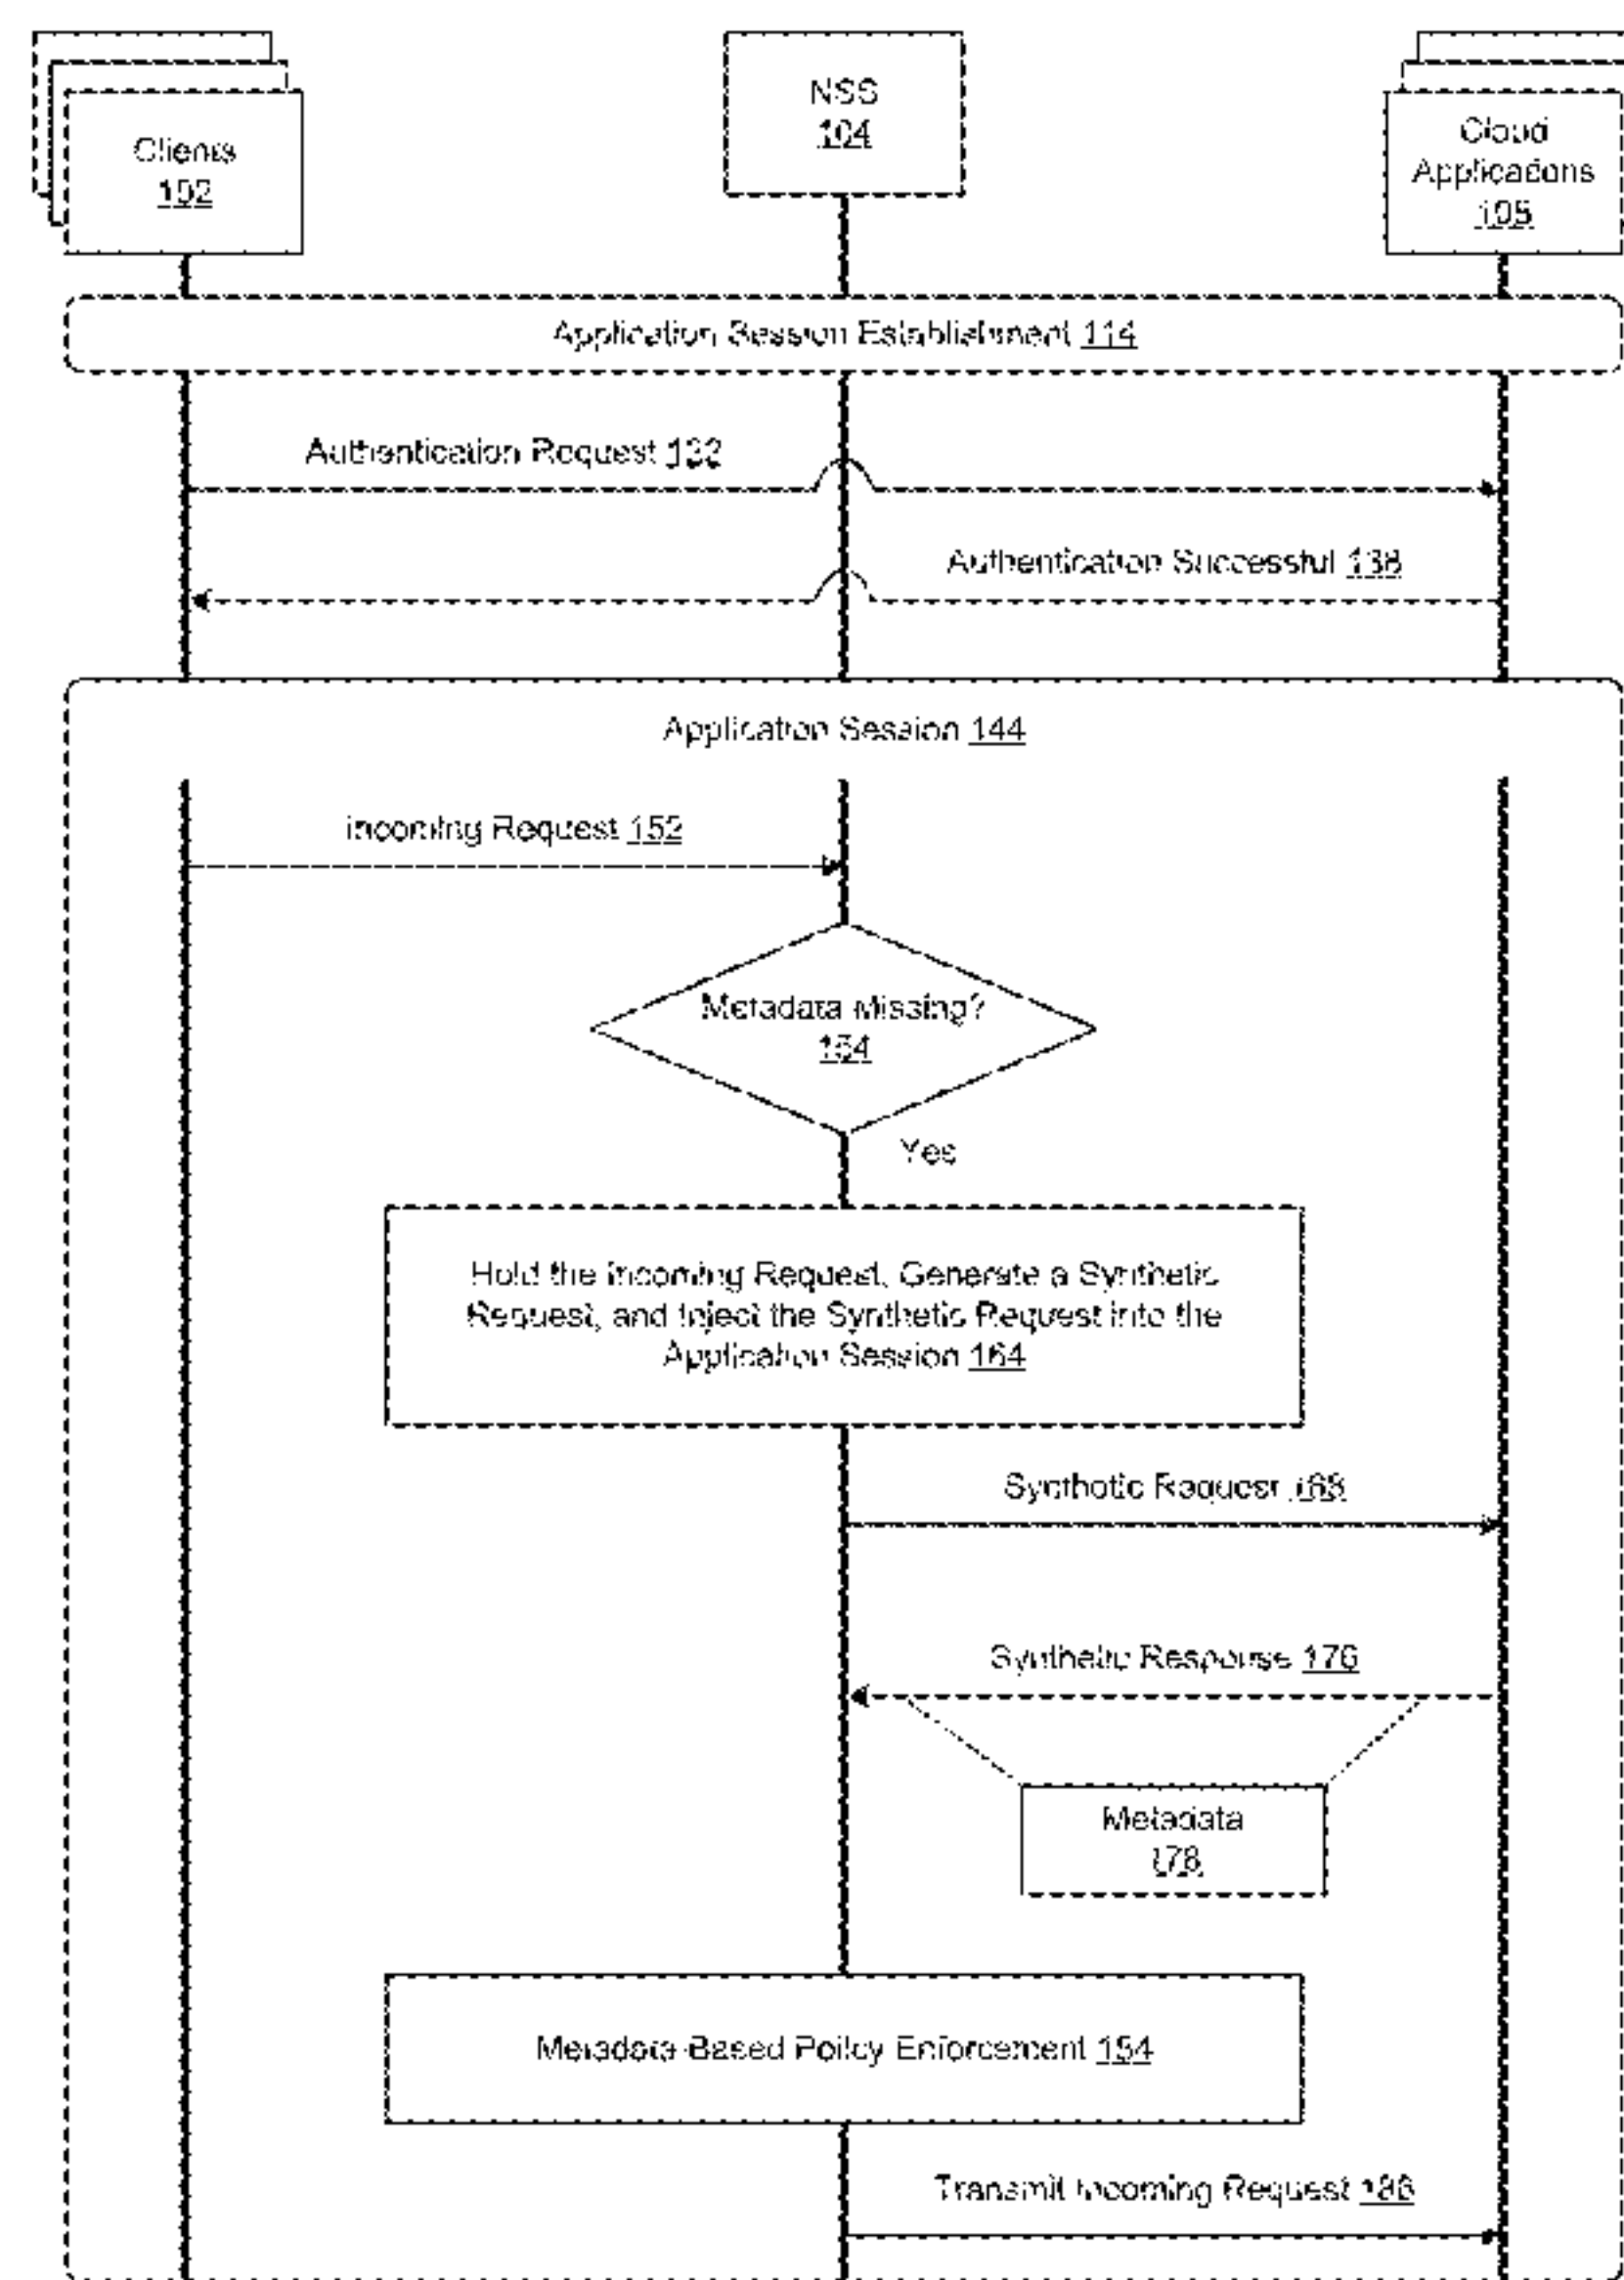 Clients
102
NSS
104
Cloud
Applications
108
Application Session Establishment 114
Authentication Request 132
Authentication Successful 138
Application Session 144
Incoming Request 152
Metadata Missing?
154
Yes
Hold the Incoming Request, Generate a Synthetic
Request, and Inject the Synthetic Request into the
Application Session 164
Synthetic Request 168
Synthetic Response 176
Metadata
178
Metadata-Based Policy Enforcement 184
Transmit Incoming Request 186